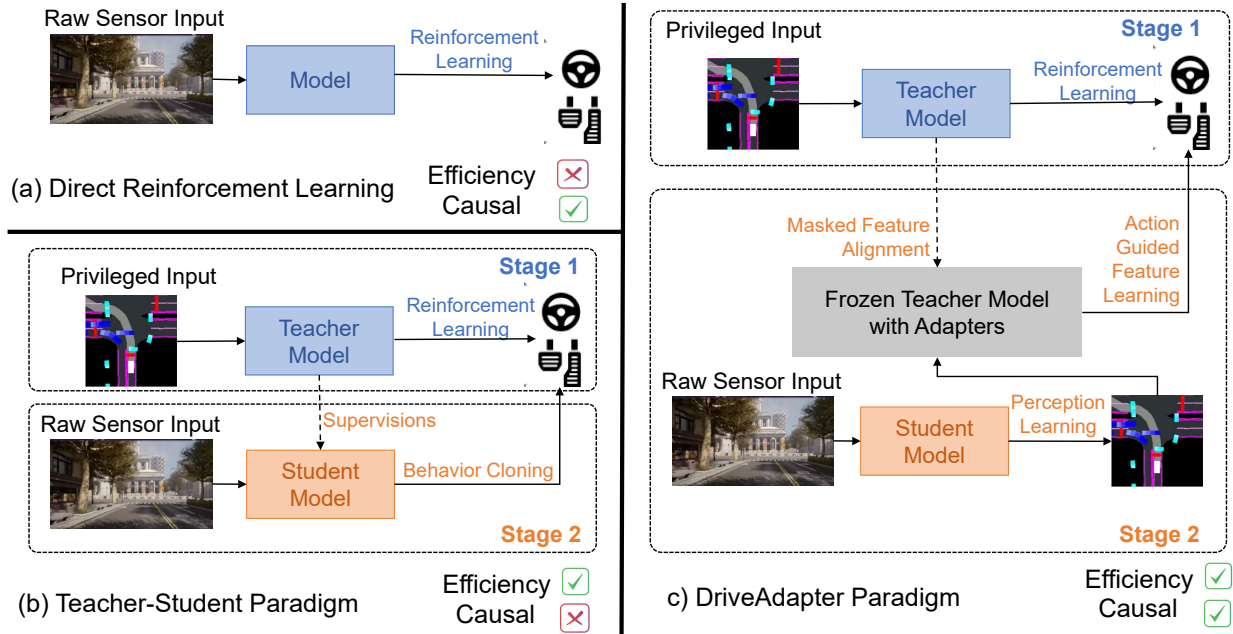 Raw Sensor Input
Model
Reinforcement
Learning
(a) Direct Reinforcement Learning
Efficiency
Causal
Stage 1
Privileged Input
Teacher
Model
Reinforcement
Learning
Supervisions
Raw Sensor Input
Student
Model
Behavior Cloning
Stage 2
(b) Teacher-Student Paradigm
Efficiency
Causal
Privileged Input
Stage 1
Teacher
Model
Reinforcement
Learning
Masked Feature
Alignment
Action
Guided
Feature
Learning
Frozen Teacher Model
with Adapters
Raw Sensor Input
Student
Model
Perception
Learning
Stage 2
c) DriveAdapter Paradigm
Efficiency
Causal